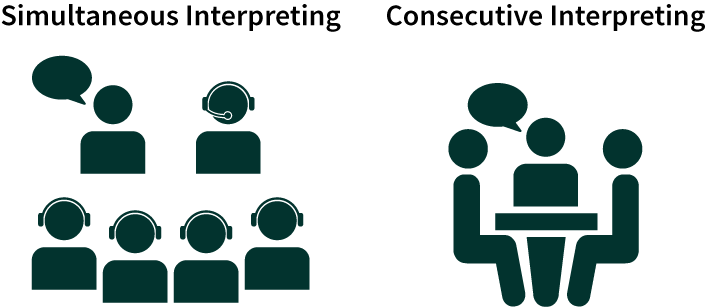 Simultaneous Interpreting
Consecutive Interpreting